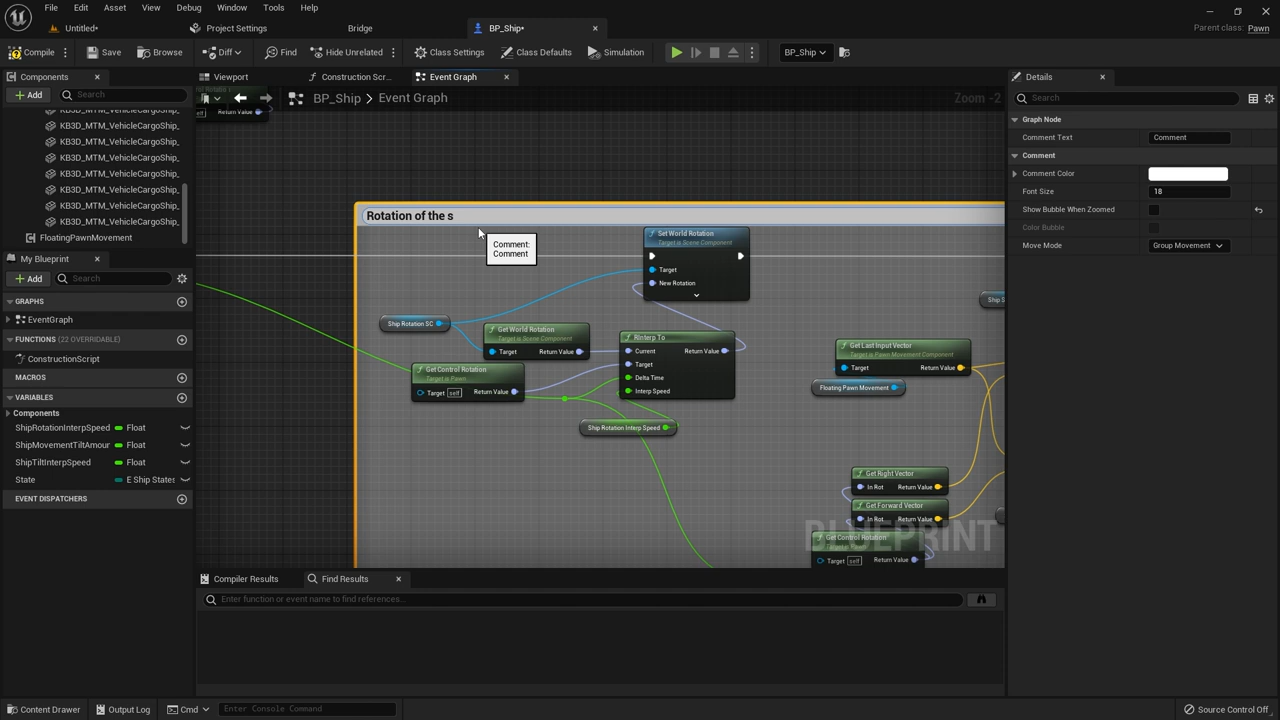 File Edit Asset View Debug Window Tools Help
Untitled* Project Settings Bridge BP_Ship* Parent class: Pawn
Compile Save Browse Diff Find Hide Unrelated Class Settings Class Defaults Simulation BP_Ship
Components Viewport Construction Scr... Event Graph Details
Add Search BP_Ship > Event Graph Zoom -2 Search
Return Value
KB3D_MTM_VehicleCargoShip_
KB3D_MTM_VehicleCargoShip_
KB3D_MTM_VehicleCargoShip_
KB3D_MTM_VehicleCargoShip_
KB3D_MTM_VehicleCargoShip_
KB3D_MTM_VehicleCargoShip_
KB3D_MTM_VehicleCargoShip_
KB3D_MTM_VehicleCargoShip_
FloatingPawnMovement
My Blueprint
Add Search
GRAPHS
EventGraph
FUNCTIONS (22 OVERRIDABLE)
ConstructionScript
MACROS
VARIABLES
Components
ShipRotationInterpSpeed Float
ShipMovementTiltAmour Float
ShipTiltInterpSpeed Float
State E Ship States
EVENT DISPATCHERS
Rotation of the s
Comment:
Comment
Set World Rotation
Target is Scene Component
Target
New Rotation
Ship Rotation SC
Get World Rotation
Target is Scene Component
Target Return Value
Get Control Rotation
Target is Pawn
Target self Return Value
RInterp To
Current Return Value
Target
Delta Time
Interp Speed
Ship Rotation Interp Speed
Ship S
Get Last Input Vector
Target is Pawn Movement Component
Target Return Value
Floating Pawn Movement
Get Right Vector
In Rot Return Value
Get Forward Vector
In Rot Return Value
Get Control Rotation
Target self Return Value
BLUEPRINT
Graph Node
Comment Text Comment
Comment
Comment Color
Font Size 18
Show Bubble When Zoomed
Color Bubble
Move Mode Group Movement
Compiler Results Find Results
Enter function or event name to find references...
Content Drawer Output Log Cmd Enter Console Command Source Control Off